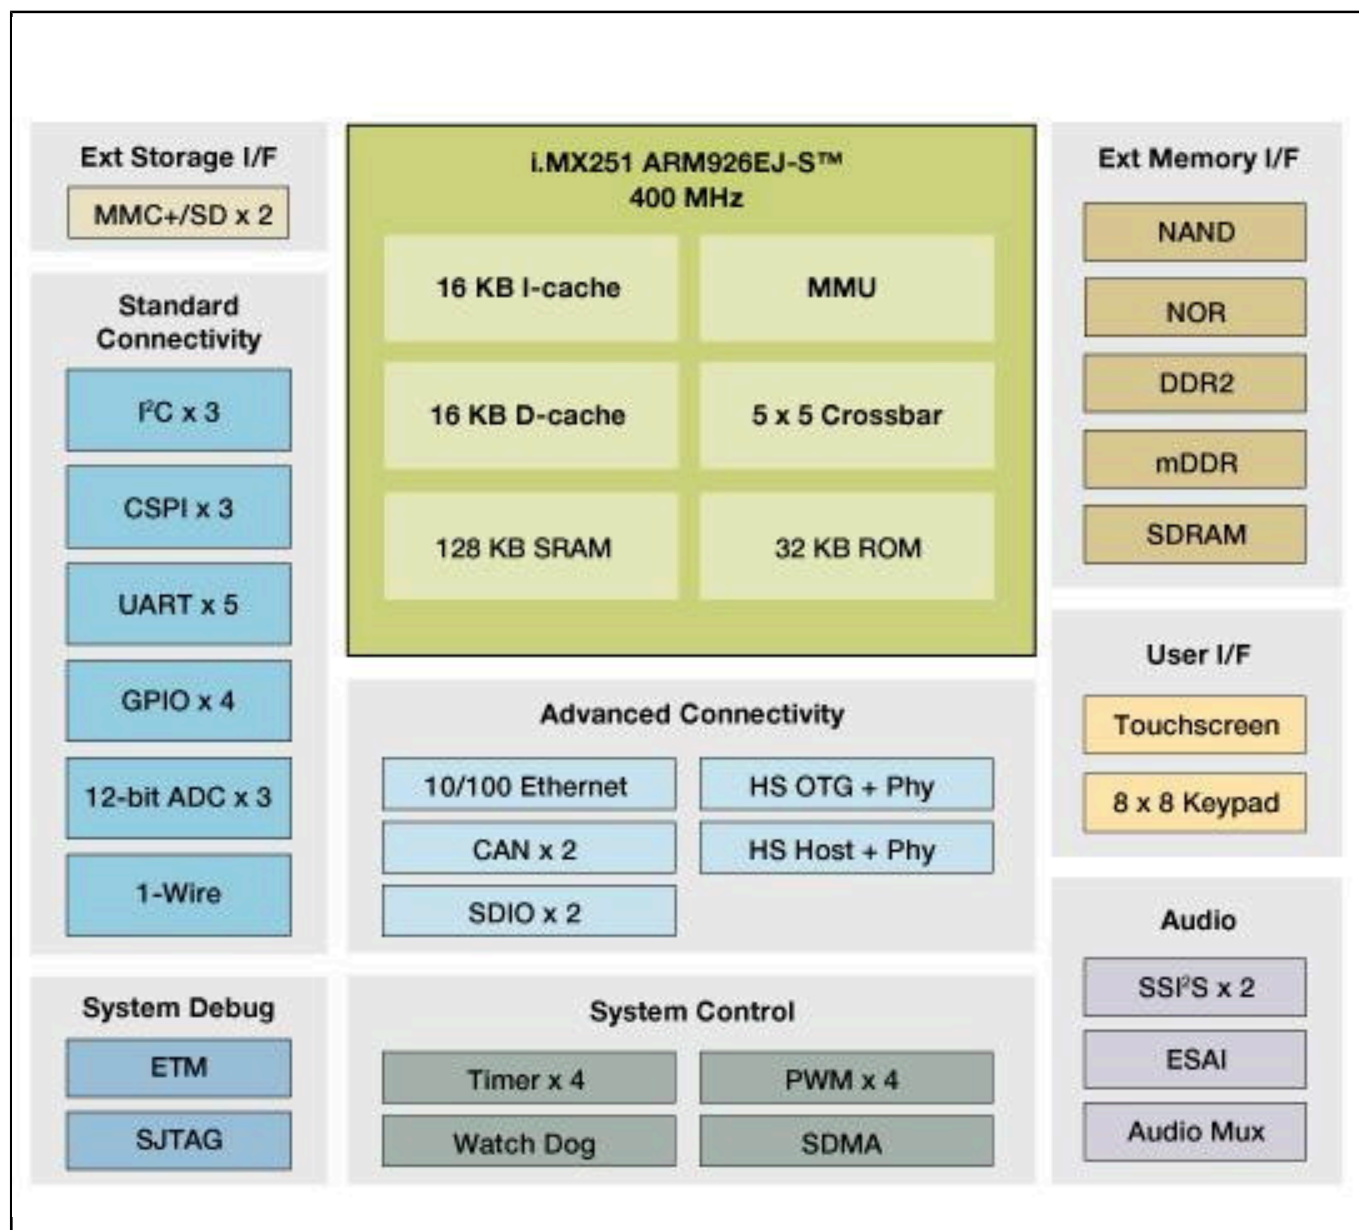 Ext Storage I/F
MMC+/SD x 2
Standard
Connectivity
I²C x 3
CSPI x 3
UART x 5
GPIO x 4
12-bit ADC x 3
1-Wire
System Debug
ETM
SJTAG
i.MX251 ARM926EJ-S™
400 MHz
16 KB I-cache
MMU
16 KB D-cache
5 x 5 Crossbar
128 KB SRAM
32 KB ROM
Advanced Connectivity
10/100 Ethernet
HS OTG + Phy
CAN x 2
HS Host + Phy
SDIO x 2
System Control
Timer x 4
PWM x 4
Watch Dog
SDMA
Ext Memory I/F
NAND
NOR
DDR2
mDDR
SDRAM
User I/F
Touchscreen
8 x 8 Keypad
Audio
SSI²S x 2
ESAI
Audio Mux